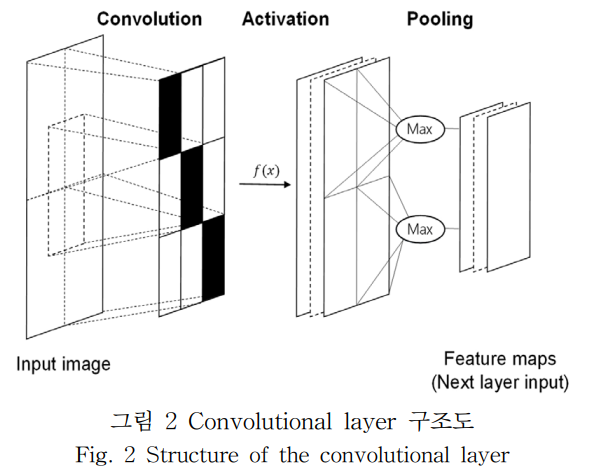 Convolution Activation Pooling
f(x)
Max
Max
Input image
Feature maps
(Next layer input)
그림 2 Convolutional layer 구조도
Fig. 2 Structure of the convolutional layer